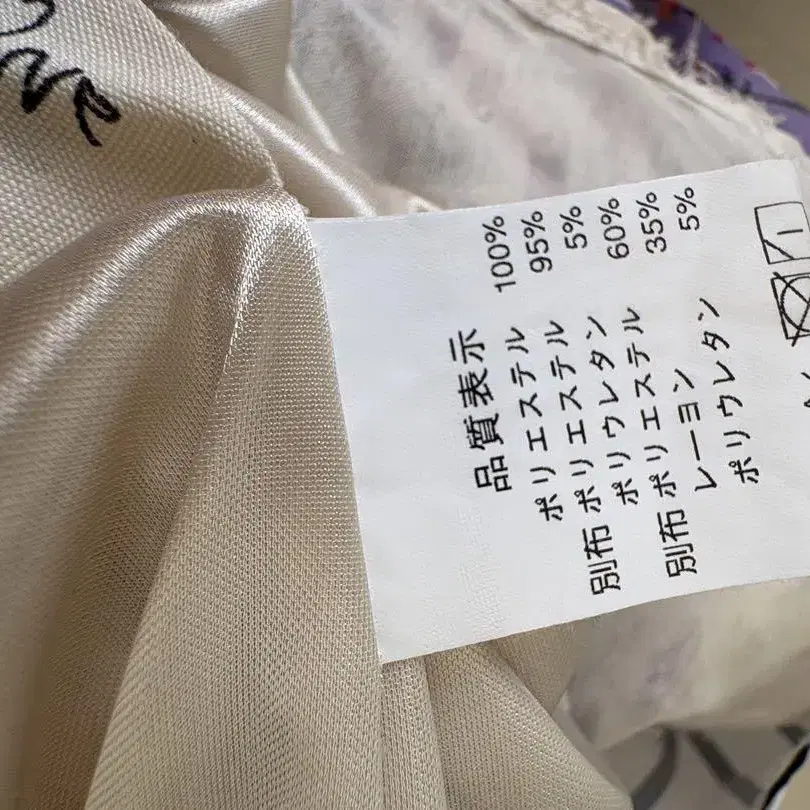 品質表示
ポリエステル 100%
別布 ポリエステル 95%
ポリウレタン 5%
別布 ポリエステル 60%
レーヨン 35%
ポリウレタン 5%